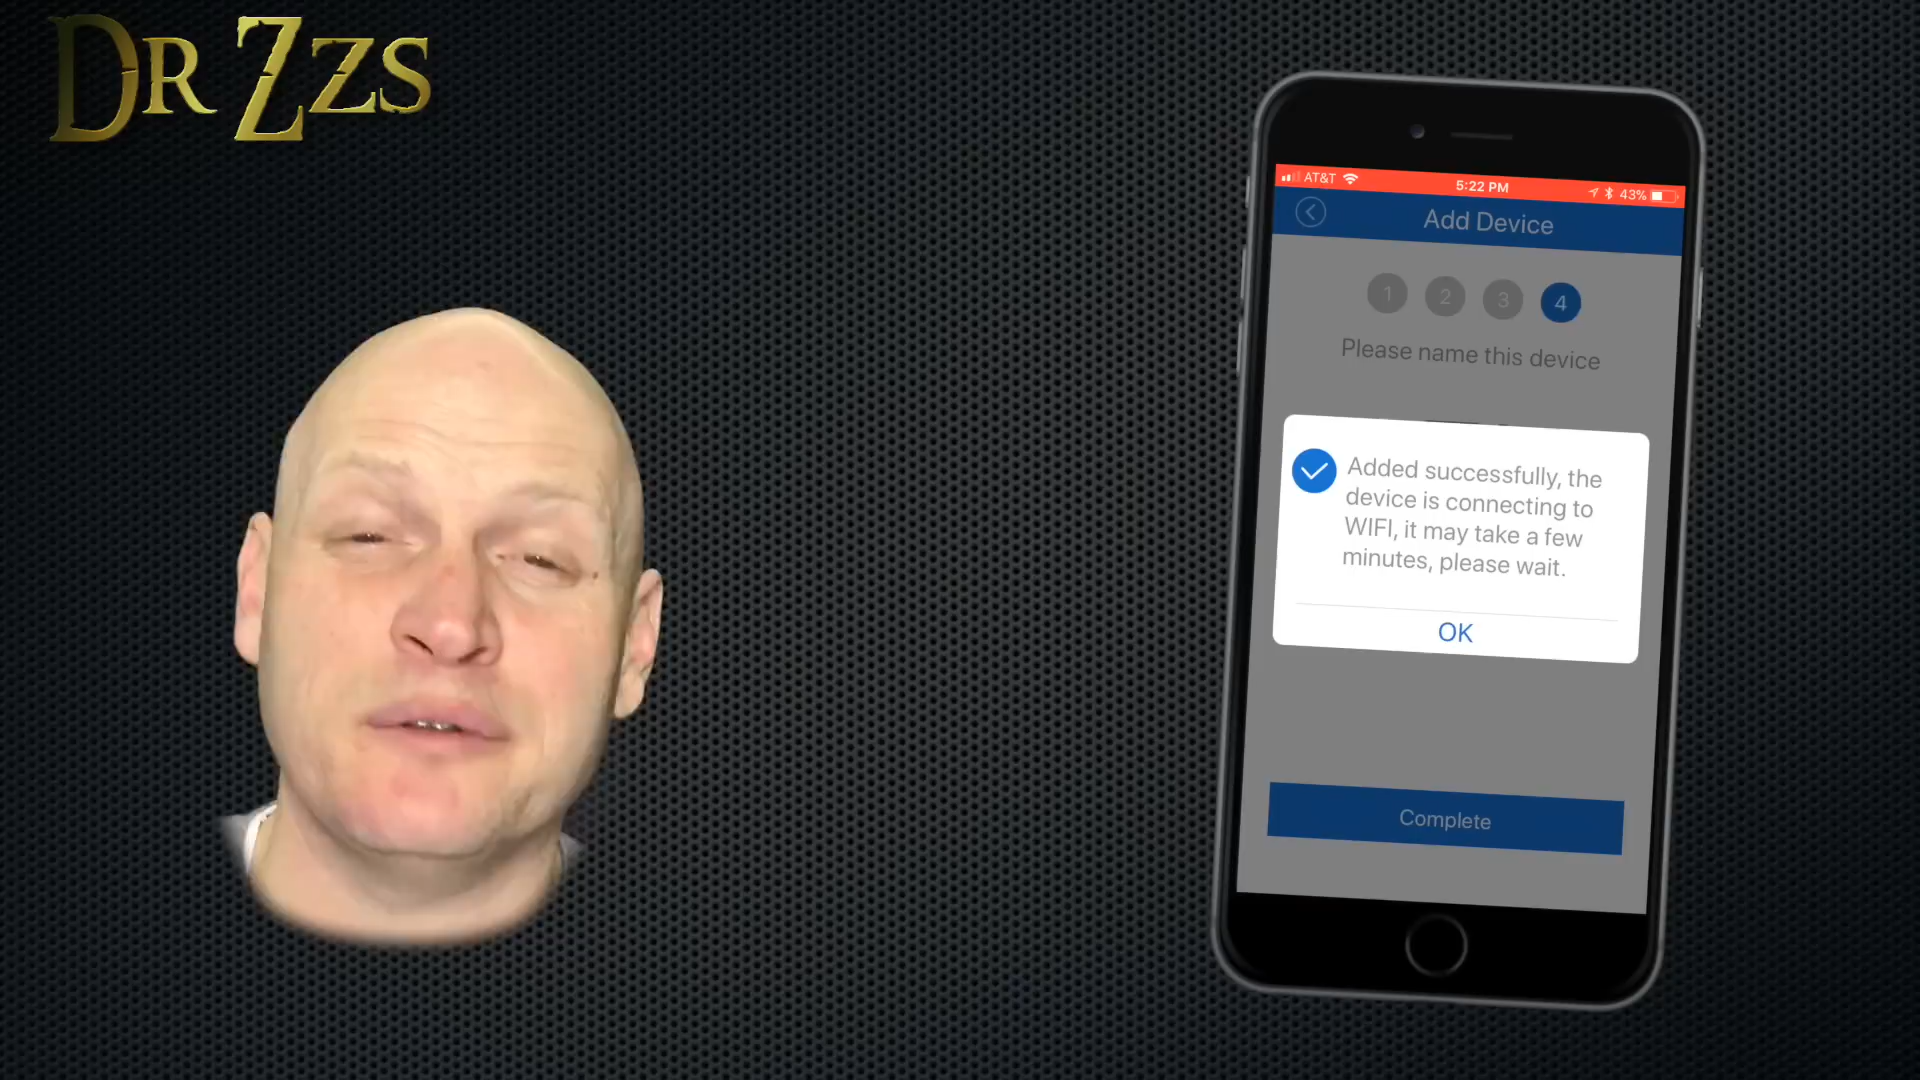 DR ZZS
AT&T
5:22 PM
43%
Add Device
1 2 3 4
Please name this device
Added successfully, the
device is connecting to
WIFI, it may take a few
minutes, please wait.
OK
Complete